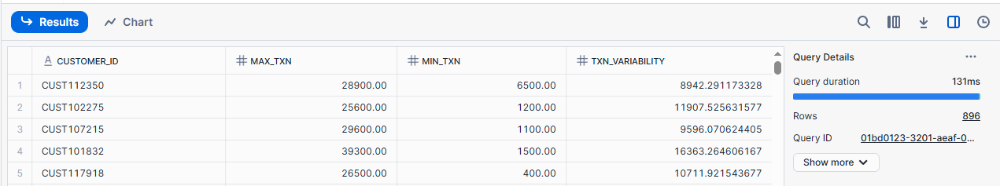 Results Chart
A CUSTOMER_ID # MAX_TXN # MIN_TXN # TXN_VARIABILITY
1 CUST112350 28900.00 6500.00 8942.291173328
2 CUST102275 25600.00 1200.00 11907.525631577
3 CUST107215 29600.00 1100.00 9596.070624405
4 CUST101832 39300.00 1500.00 16363.264606167
5 CUST117918 26500.00 400.00 10711.921543677
Query Details ...
Query duration 131ms
Rows 896
Query ID 01bd0123-3201-aeaf-0...
Show more